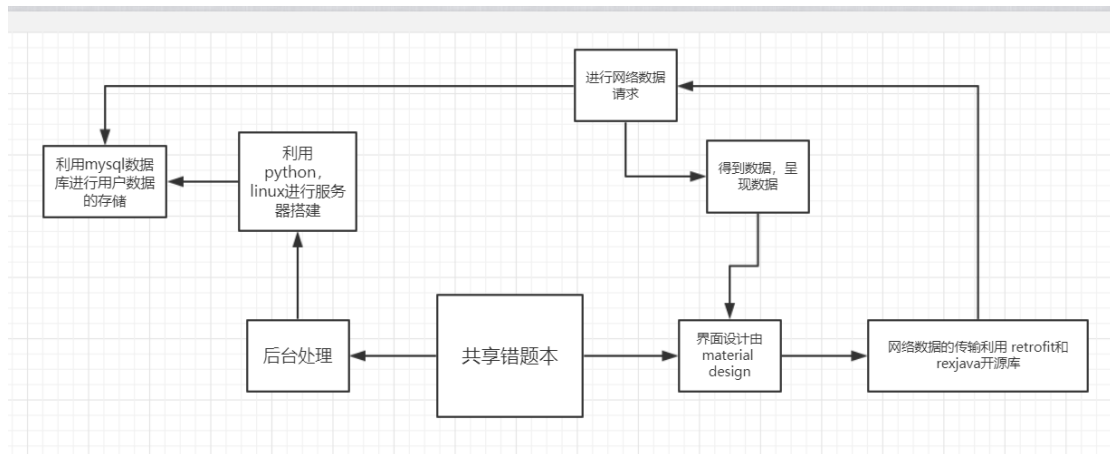 进行网络数据
请求
利用mysql数据
库进行用户数据
的存储
利用
python，
linux进行服务
器搭建
得到数据，呈
现数据
后台处理
共享错题本
界面设计由
material
design
网络数据的传输利用 retrofit和
rexjava开源库